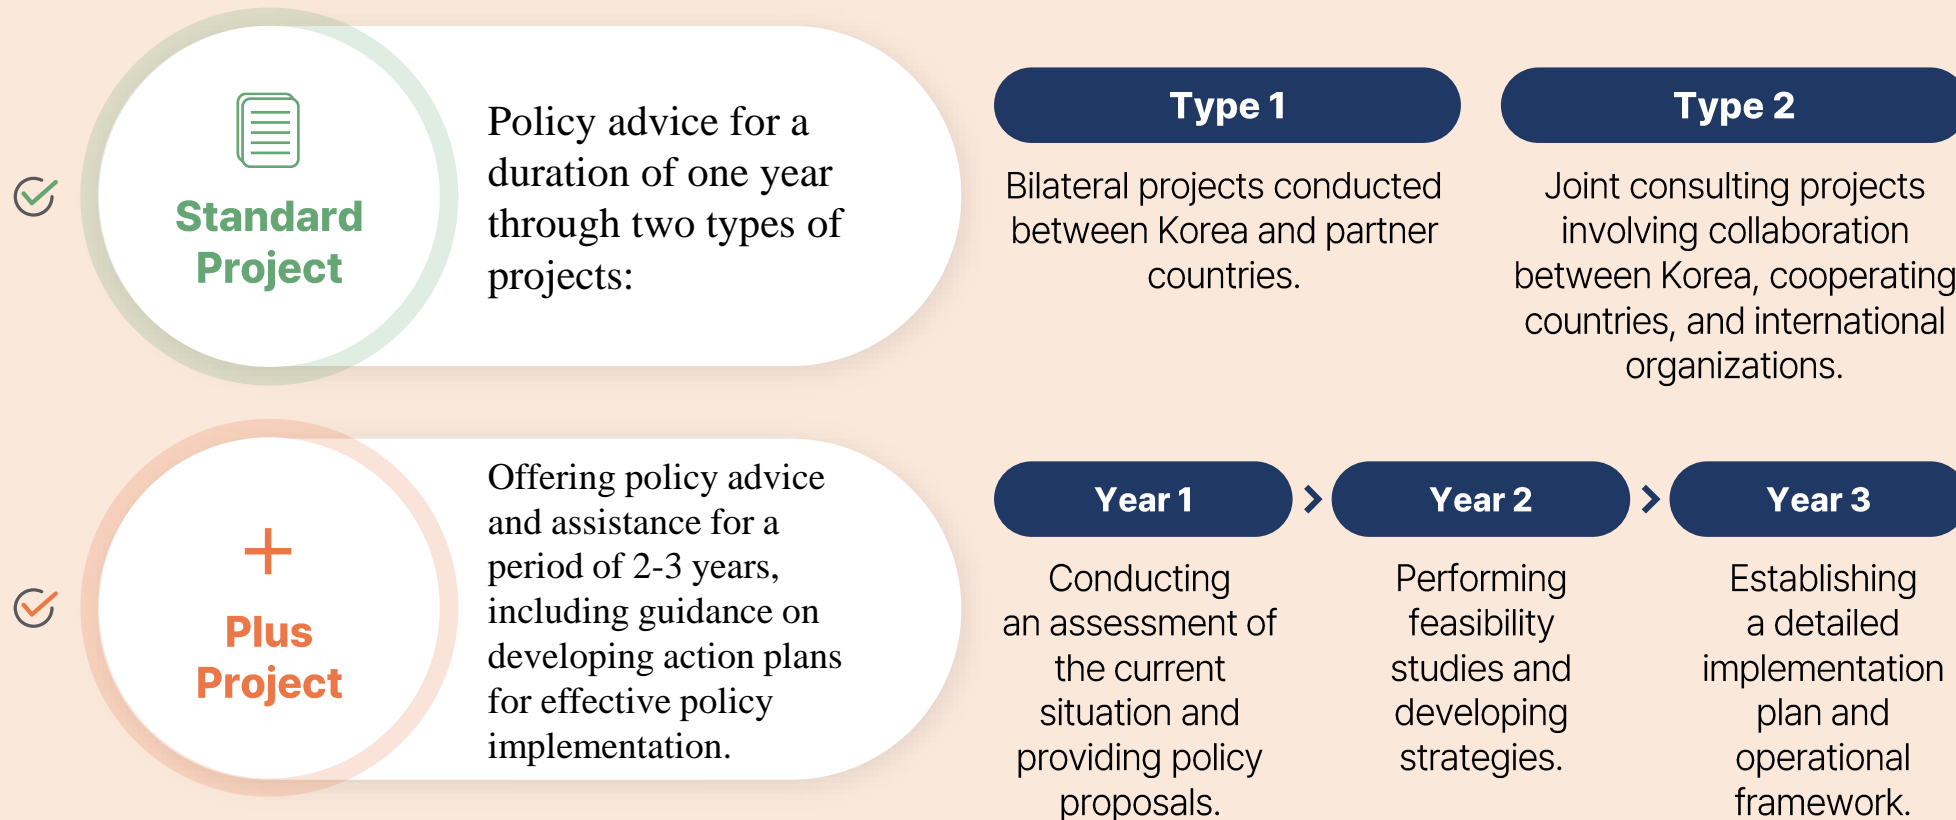 Standard
Project
Policy advice for a
duration of one year
through two types of
projects:
Type 1
Bilateral projects conducted
between Korea and partner
countries.
Type 2
Joint consulting projects
involving collaboration
between Korea, cooperating
countries, and international
organizations.
Plus
Project
Offering policy advice
and assistance for a
period of 2-3 years,
including guidance on
developing action plans
for effective policy
implementation.
Year 1
Conducting
an assessment of
the current
situation and
providing policy
proposals.
Year 2
Performing
feasibility
studies and
developing
strategies.
Year 3
Establishing
a detailed
implementation
plan and
operational
framework.